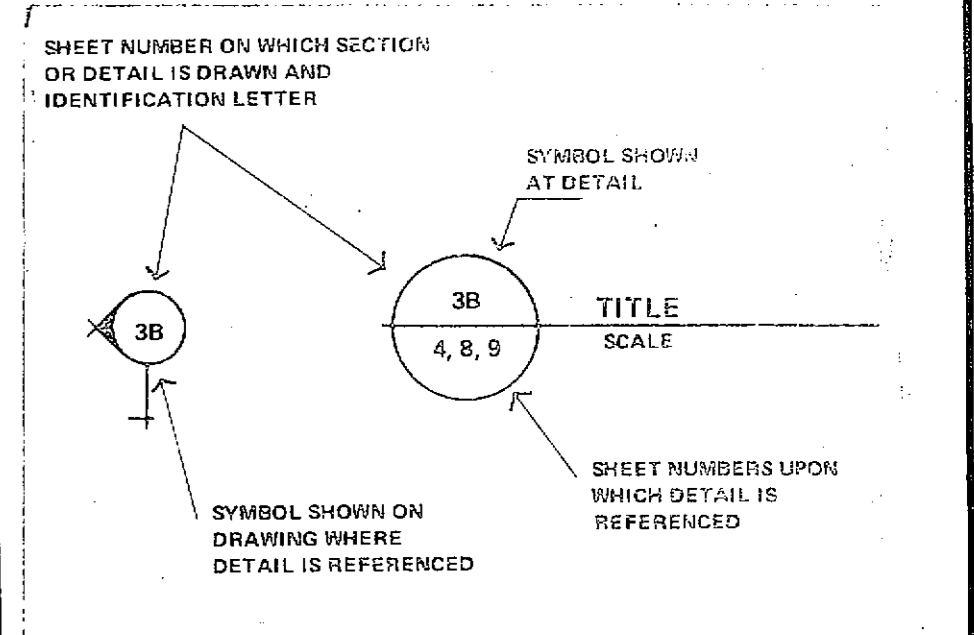 SHEET NUMBER ON WHICH SECTION
OR DETAIL IS DRAWN AND
IDENTIFICATION LETTER
SYMBOL SHOWN
AT DETAIL
3B
3B
TITLE
4, 8, 9
SCALE
SHEET NUMBERS UPON
WHICH DETAIL IS
REFERENCED
SYMBOL SHOWN ON
DRAWING WHERE
DETAIL IS REFERENCED